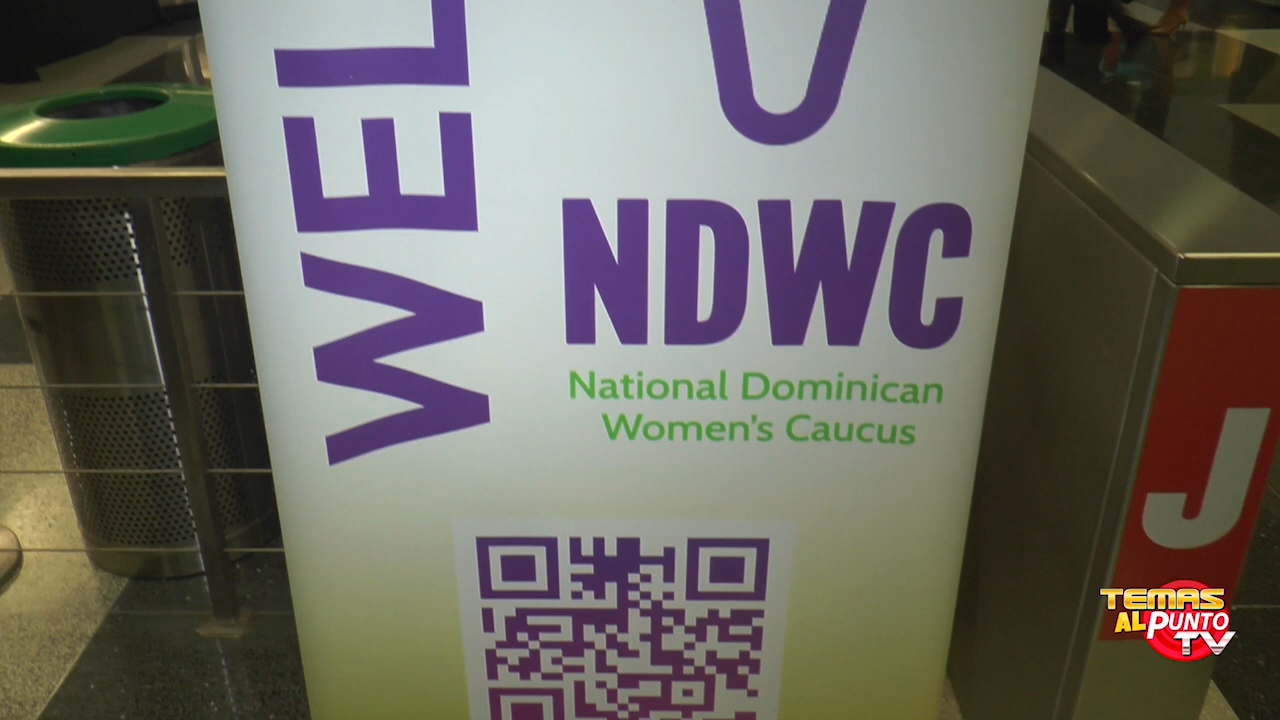 WEL
NDWC
National Dominican
Women's Caucus
J
TEMAS
AL PUNTO
TV